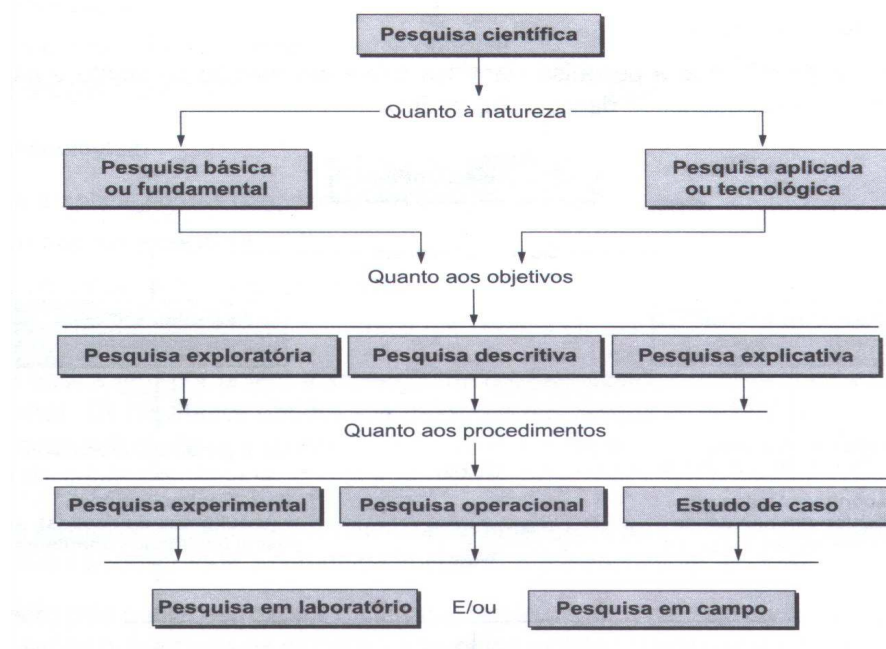 Pesquisa científica
Quanto à natureza
Pesquisa básica
ou fundamental
Pesquisa aplicada
ou tecnológica
Quanto aos objetivos
Pesquisa exploratória
Pesquisa descritiva
Pesquisa explicativa
Quanto aos procedimentos
Pesquisa experimental
Pesquisa operacional
Estudo de caso
Pesquisa em laboratório
E/ou
Pesquisa em campo